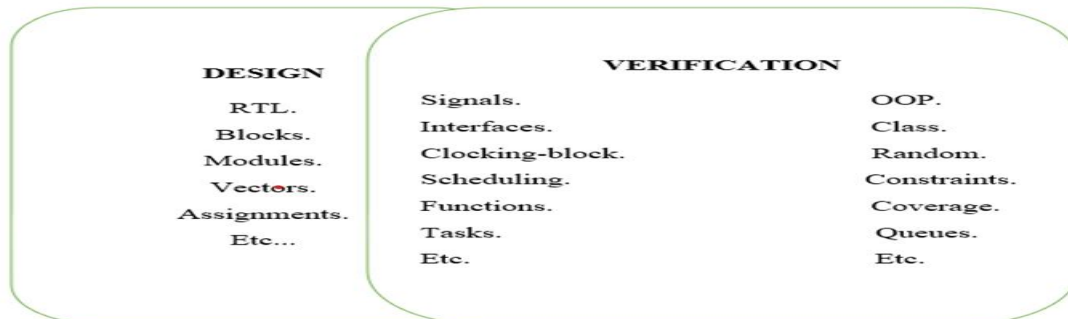 DESIGN
RTL.
Blocks.
Modules.
Vectors.
Assignments.
Etc...
VERIFICATION
Signals.
Interfaces.
Clocking-block.
Scheduling.
Functions.
Tasks.
Etc.
OOP.
Class.
Random.
Constraints.
Coverage.
Queues.
Etc.